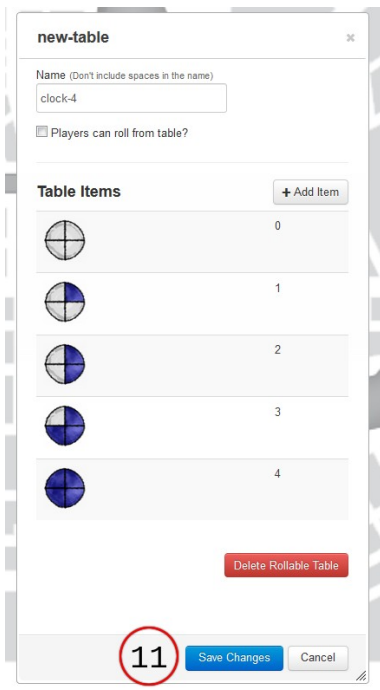 new-table ×
Name (Don't include spaces in the name)
clock-4
Players can roll from table?
Table Items + Add Item
0
1
2
3
4
Delete Rollable Table
11 Save Changes Cancel